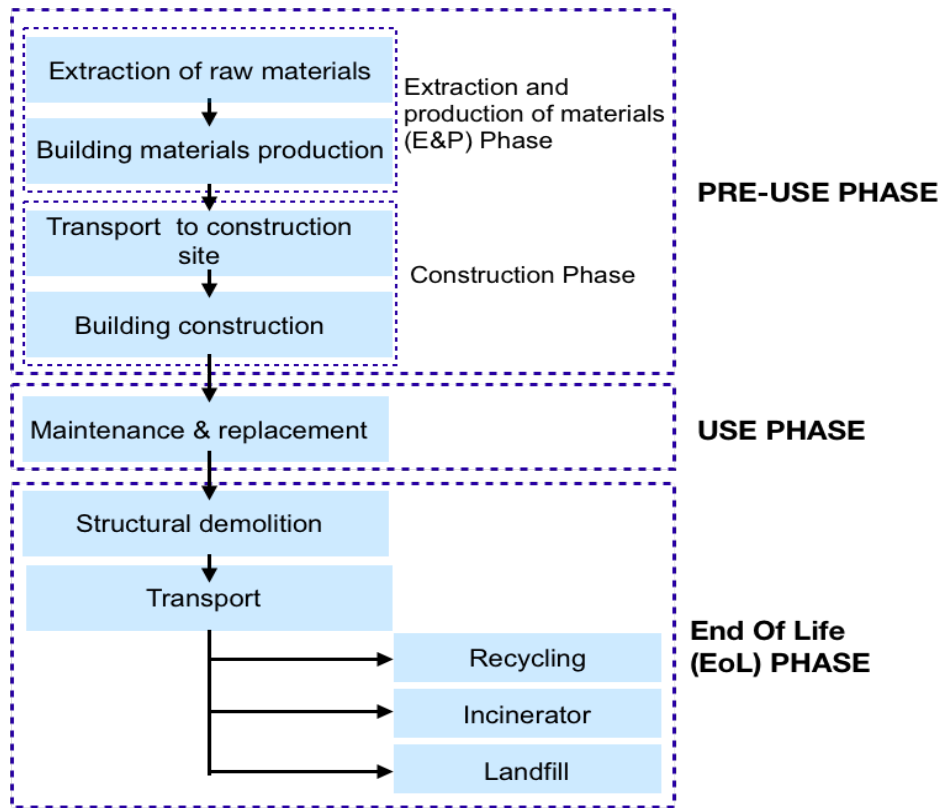 Extraction of raw materials
Extraction and
production of materials
(E&P) Phase
Building materials production
PRE-USE PHASE
Transport to construction
site
Construction Phase
Building construction
Maintenance & replacement
USE PHASE
Structural demolition
Transport
End Of Life
(EoL) PHASE
Recycling
Incinerator
Landfill